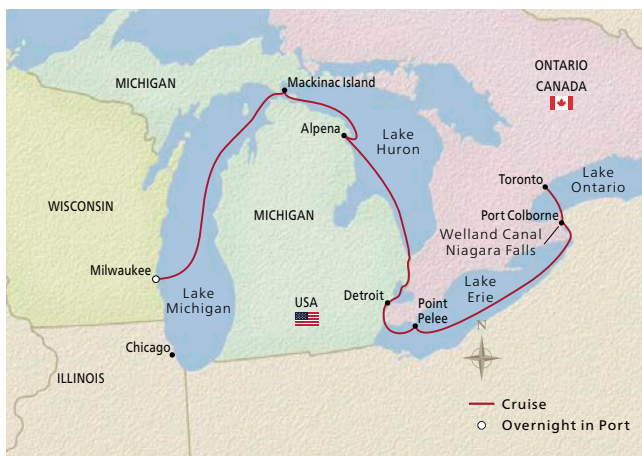 MICHIGAN
Mackinac Island
ONTARIO
CANADA
Alpena
Lake
Huron
Toronto
Lake
Ontario
WISCONSIN
MICHIGAN
Port Colborne
Welland Canal
Niagara Falls
Milwaukee
Lake
Michigan
USA
Detroit
Point
Pelee
Lake
Erie
N
Chicago
ILLINOIS
Cruise
Overnight in Port